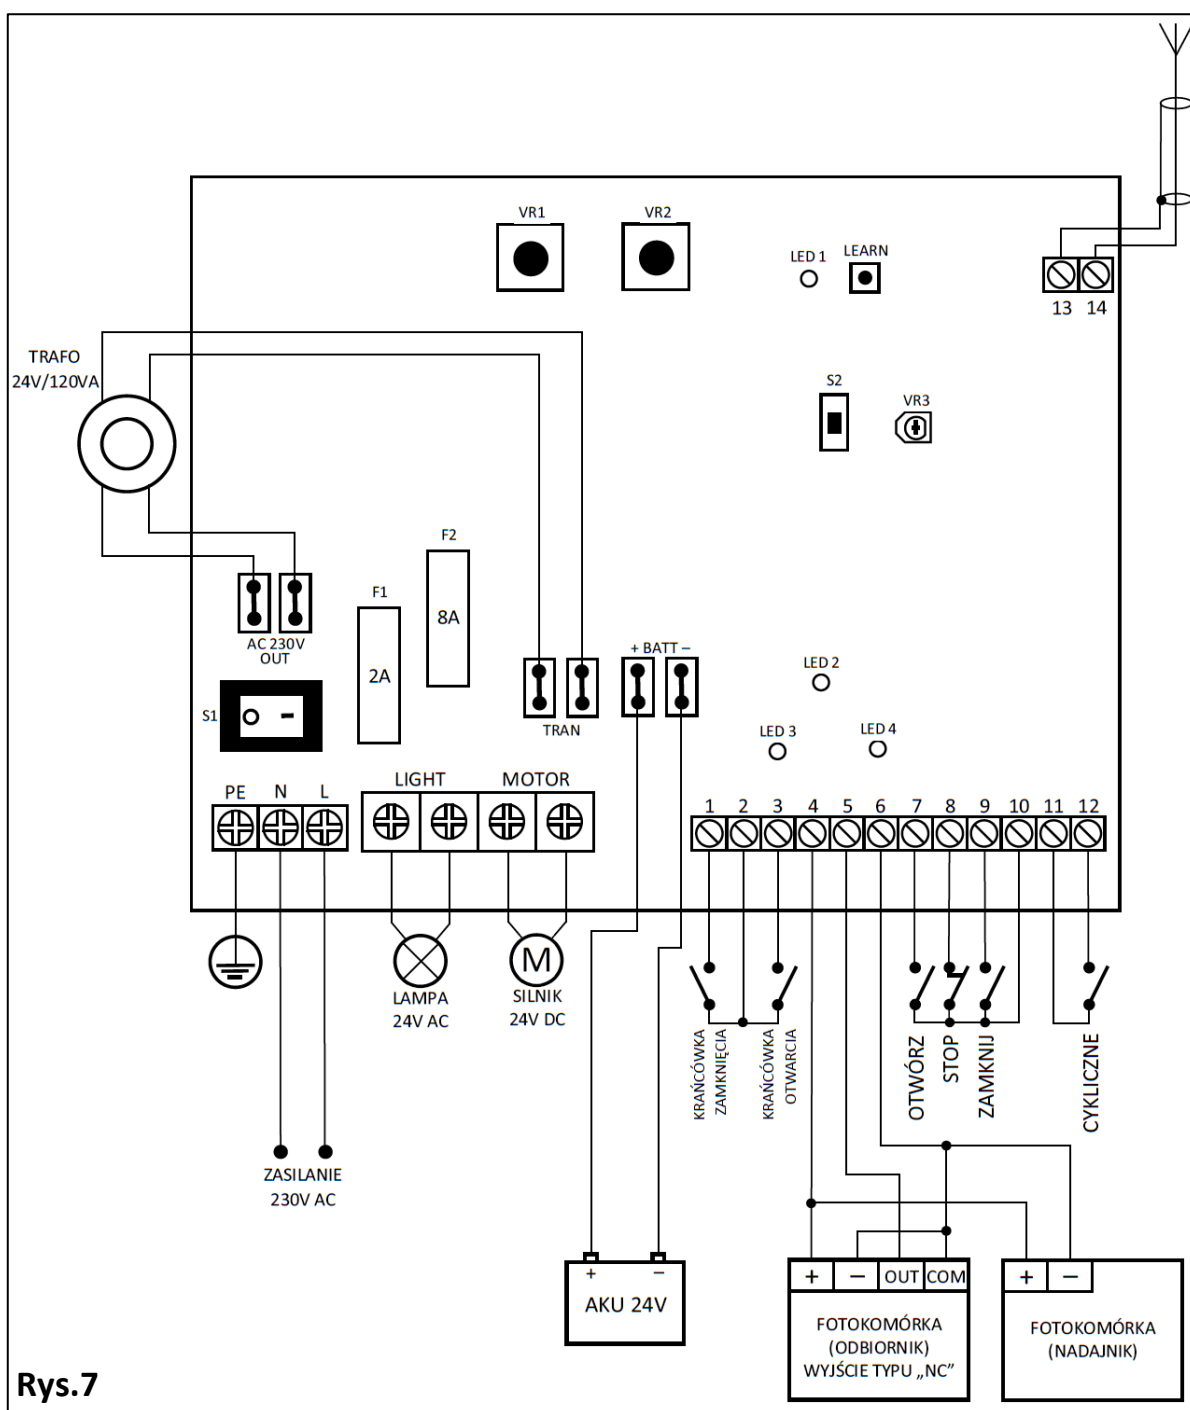 VR1
VR2
LED 1
LEARN
13 14
TRAFO
24V/120VA
S2
VR3
F2
8A
F1
2A
AC 230V
OUT
+ BATT –
S1
TRAN
LED 2
LED 3
LED 4
PE N L
LIGHT
MOTOR
1 2 3 4 5 6 7 8 9 10 11 12
M
LAMPA
24V AC
SILNIK
24V DC
KRAŃCÓWKA
ZAMKNIĘCIA
KRAŃCÓWKA
OTWARCIA
OTWÓRZ
STOP
ZAMKNIJ
CYKLICZNE
ZASILANIE
230V AC
+ –
AKU 24V
+ – OUT COM
FOTOKOMÓRKA
(ODBIORNIK)
WYJŚCIE TYPU „NC”
+ –
FOTOKOMÓRKA
(NADAJNIK)
Rys.7